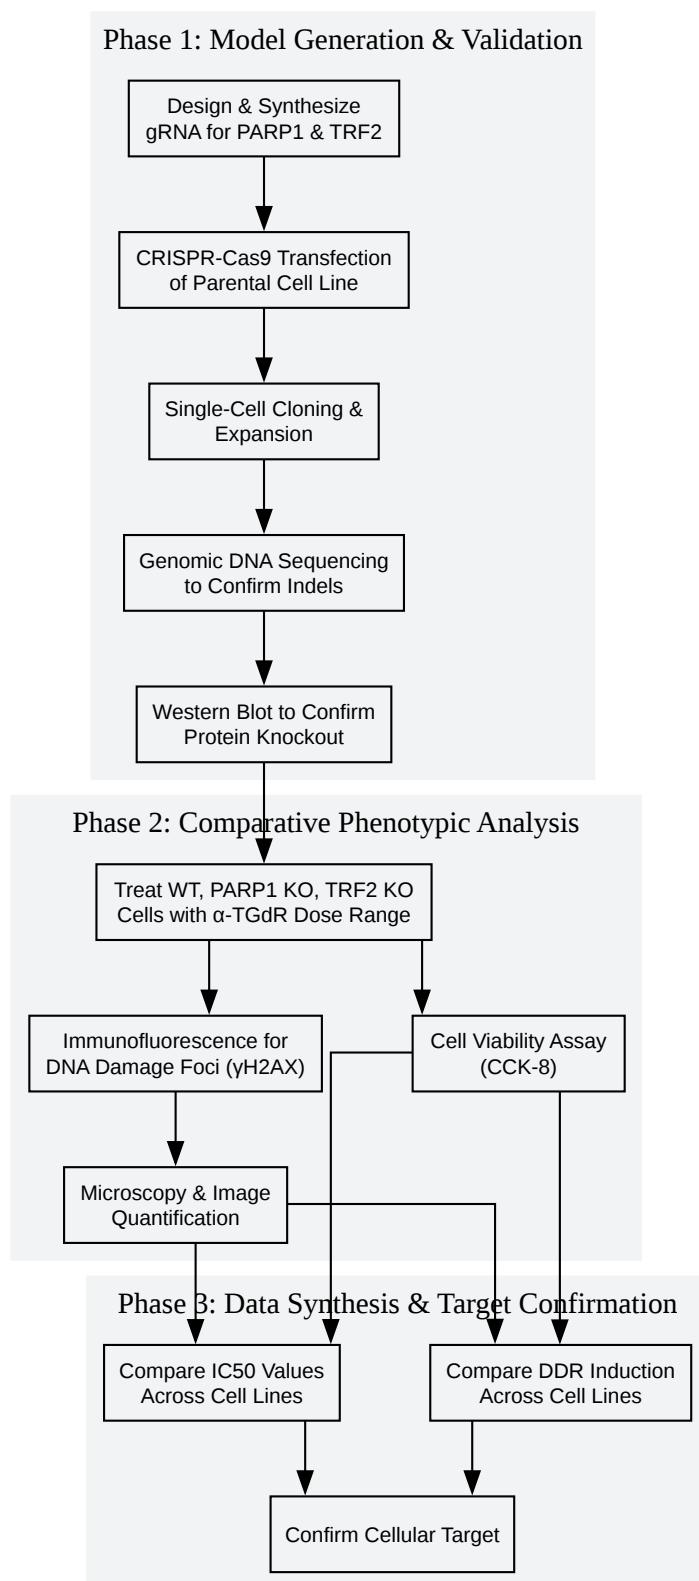 Phase 1: Model Generation & Validation
Design & Synthesize
gRNA for PARP1 & TRF2
CRISPR-Cas9 Transfection
of Parental Cell Line
Single-Cell Cloning &
Expansion
Genomic DNA Sequencing
to Confirm Indels
Western Blot to Confirm
Protein Knockout
Phase 2: Comparative Phenotypic Analysis
Treat WT, PARP1 KO, TRF2 KO
Cells with α-TGdR Dose Range
Immunofluorescence for
DNA Damage Foci (γH2AX)
Cell Viability Assay
(CCK-8)
Microscopy & Image
Quantification
Phase 3: Data Synthesis & Target Confirmation
Compare IC50 Values
Across Cell Lines
Compare DDR Induction
Across Cell Lines
Confirm Cellular Target